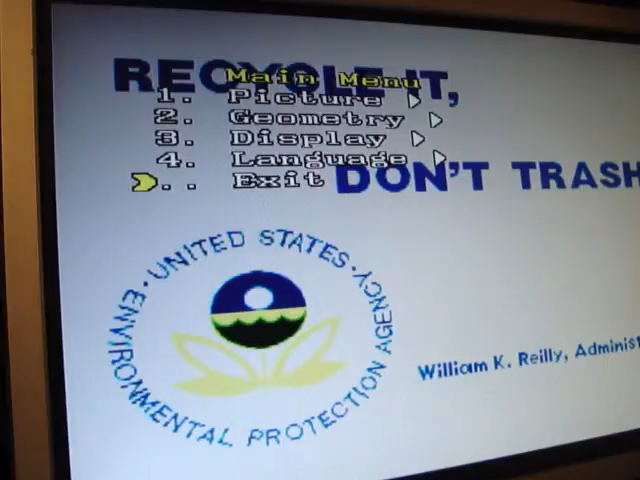 RECYCLE IT,
Main Menu
1. Picture
2. Geometry
3. Display
4. Language
.. Exit
DON'T TRASH
UNITED STATES
ENVIRONMENTAL PROTECTION AGENCY
William K. Reilly, Administ